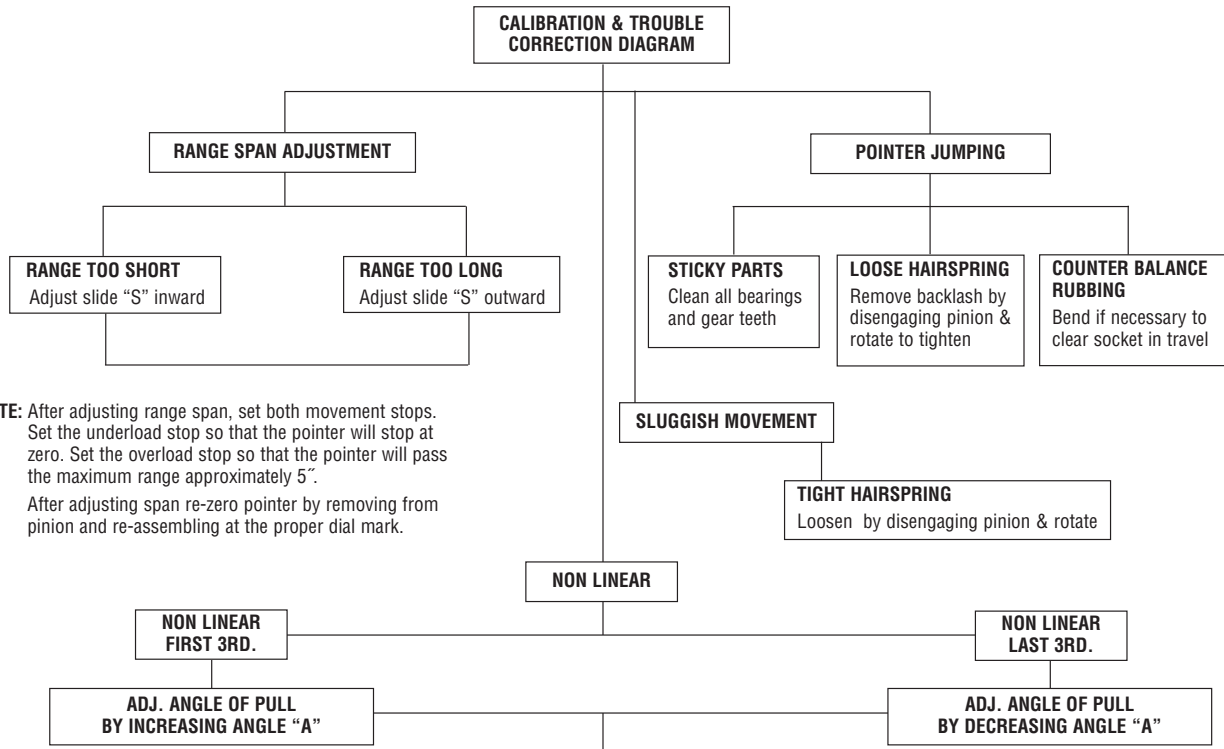 CALIBRATION & TROUBLE
CORRECTION DIAGRAM
RANGE SPAN ADJUSTMENT
POINTER JUMPING
RANGE TOO SHORT
Adjust slide “S” inward
RANGE TOO LONG
Adjust slide “S” outward
STICKY PARTS
Clean all bearings
and gear teeth
LOOSE HAIRSPRING
Remove backlash by
disengaging pinion &
rotate to tighten
COUNTER BALANCE
RUBBING
Bend if necessary to
clear socket in travel
TE: After adjusting range span, set both movement stops.
Set the underload stop so that the pointer will stop at
zero. Set the overload stop so that the pointer will pass
the maximum range approximately 5˝.
After adjusting span re-zero pointer by removing from
pinion and re-assembling at the proper dial mark.
SLUGGISH MOVEMENT
TIGHT HAIRSPRING
Loosen by disengaging pinion & rotate
NON LINEAR
NON LINEAR
FIRST 3RD.
NON LINEAR
LAST 3RD.
ADJ. ANGLE OF PULL
BY INCREASING ANGLE “A”
ADJ. ANGLE OF PULL
BY DECREASING ANGLE “A”